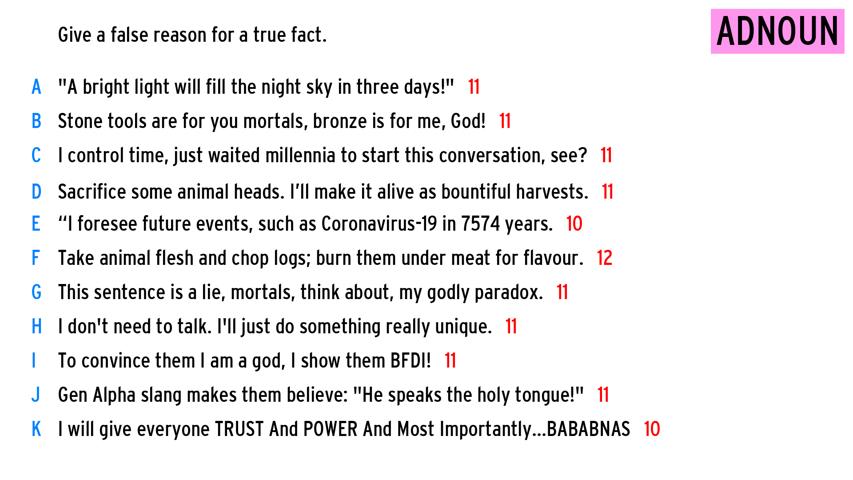 Give a false reason for a true fact.
ADNOUN
A "A bright light will fill the night sky in three days!" 11
B Stone tools are for you mortals, bronze is for me, God! 11
C I control time, just waited millennia to start this conversation, see? 11
D Sacrifice some animal heads. I’ll make it alive as bountiful harvests. 11
E “I foresee future events, such as Coronavirus-19 in 7574 years. 10
F Take animal flesh and chop logs; burn them under meat for flavour. 12
G This sentence is a lie, mortals, think about, my godly paradox. 11
H I don't need to talk. I'll just do something really unique. 11
I To convince them I am a god, I show them BFDI! 11
J Gen Alpha slang makes them believe: "He speaks the holy tongue!" 11
K I will give everyone TRUST And POWER And Most Importantly...BABABNAS 10